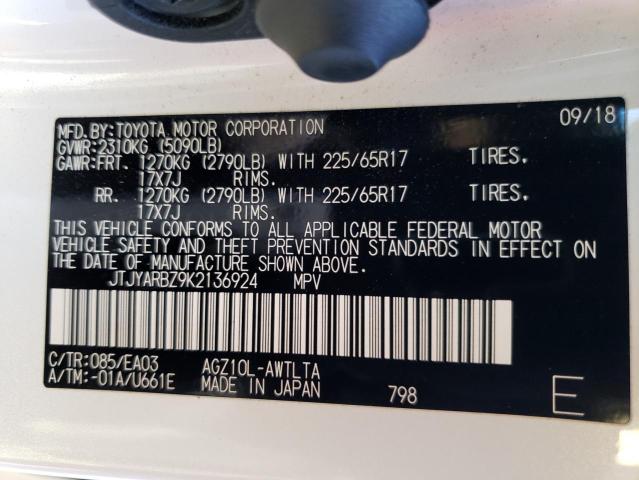 MFD. BY: TOYOTA MOTOR CORPORATION 09/18
GVWR: 2310KG (5090LB)
GAWR: FRT. 1270KG (2790LB) WITH 225/65R17 TIRES.
17X7J RIMS.
RR. 1270KG (2790LB) WITH 225/65R17 TIRES.
17X7J RIMS.
THIS VEHICLE CONFORMS TO ALL APPLICABLE FEDERAL MOTOR
VEHICLE SAFETY AND THEFT PREVENTION STANDARDS IN EFFECT ON
THE DATE OF MANUFACTURE SHOWN ABOVE.
JTJYARBZ9K2136924 MPV
C/TR: 085/EA03 AGZ10L-AWTLTA
A/TM: -01A/U661E MADE IN JAPAN 798 E